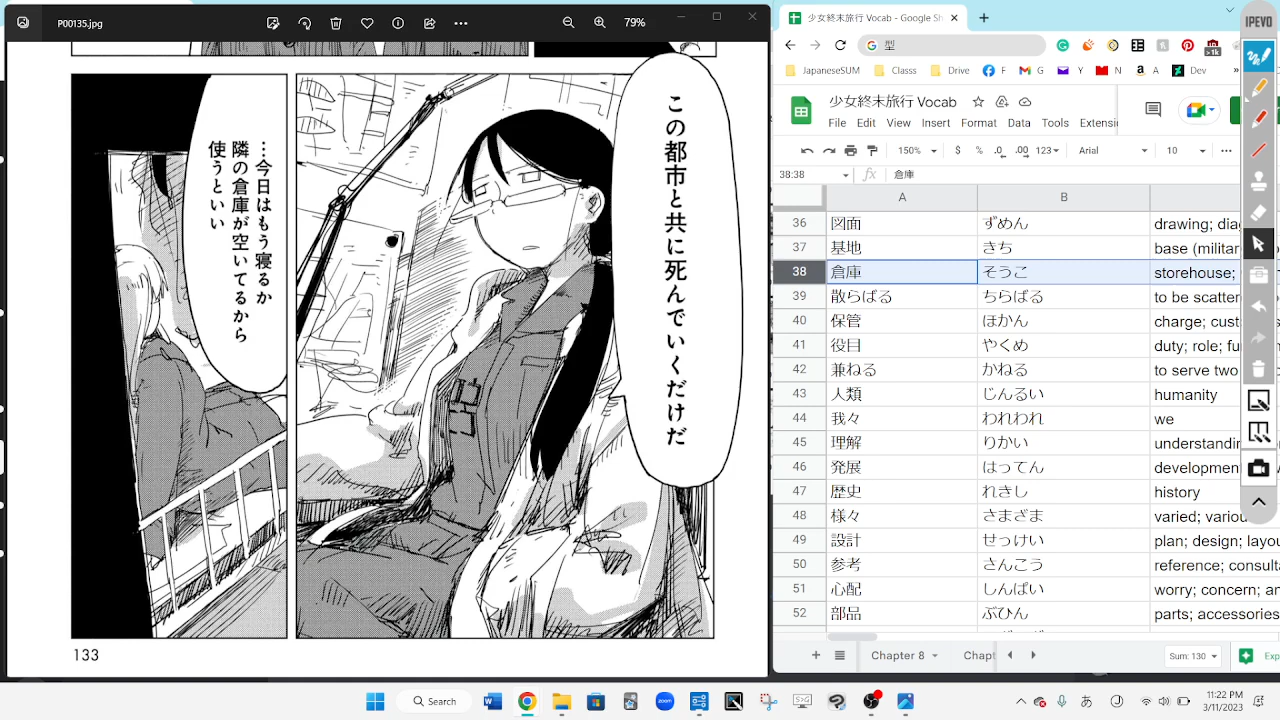 P00135.jpg
79%
この都市と共に死んでいくだけだ
…今日はもう寝るか
隣の倉庫が空いてるから
使うといい
133
少女終末旅行 Vocab - Google Sh
型
JapaneseSUM
Classs
Drive
F
G
Y
N
A
Dev
»
少女終末旅行 Vocab
File Edit View Insert Format Data Tools Extensi
150% $ % .0 .00 123 Arial 10
38:38 fx 倉庫
A B
36 図面 ずめん drawing; diag
37 基地 きち base (militar
38 倉庫 そうこ storehouse;
39 散らばる ちらばる to be scatter
40 保管 ほかん charge; cust
41 役目 やくめ duty; role; fu
42 兼ねる かねる to serve two
43 人類 じんるい humanity
44 我々 われわれ we
45 理解 りかい understandin
46 発展 はってん development
47 歴史 れきし history
48 様々 さまざま varied; variou
49 設計 せっけい plan; design; layou
50 参考 さんこう reference; consulta
51 心配 しんぱい worry; concern; an
52 部品 ぶひん parts; accessories
Chapter 8
Chapt
Sum: 130
Exp
IPEVO
Search
zoom
あ
11:22 PM
3/11/2023